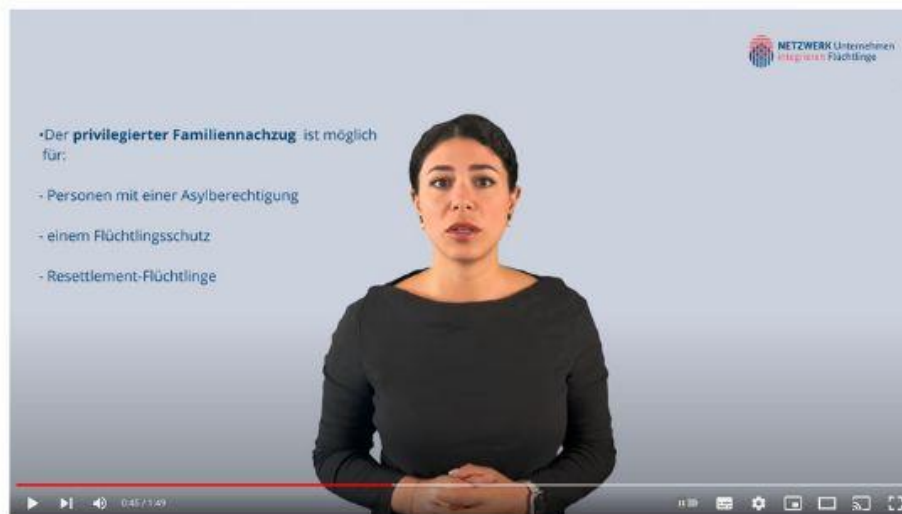 NETZWERK Unternehmen
integrieren Flüchtlinge
•Der privilegierter Familiennachzug ist möglich
für:
- Personen mit einer Asylberechtigung
- einem Flüchtlingsschutz
- Resettlement-Flüchtlinge
0:45 / 1:49